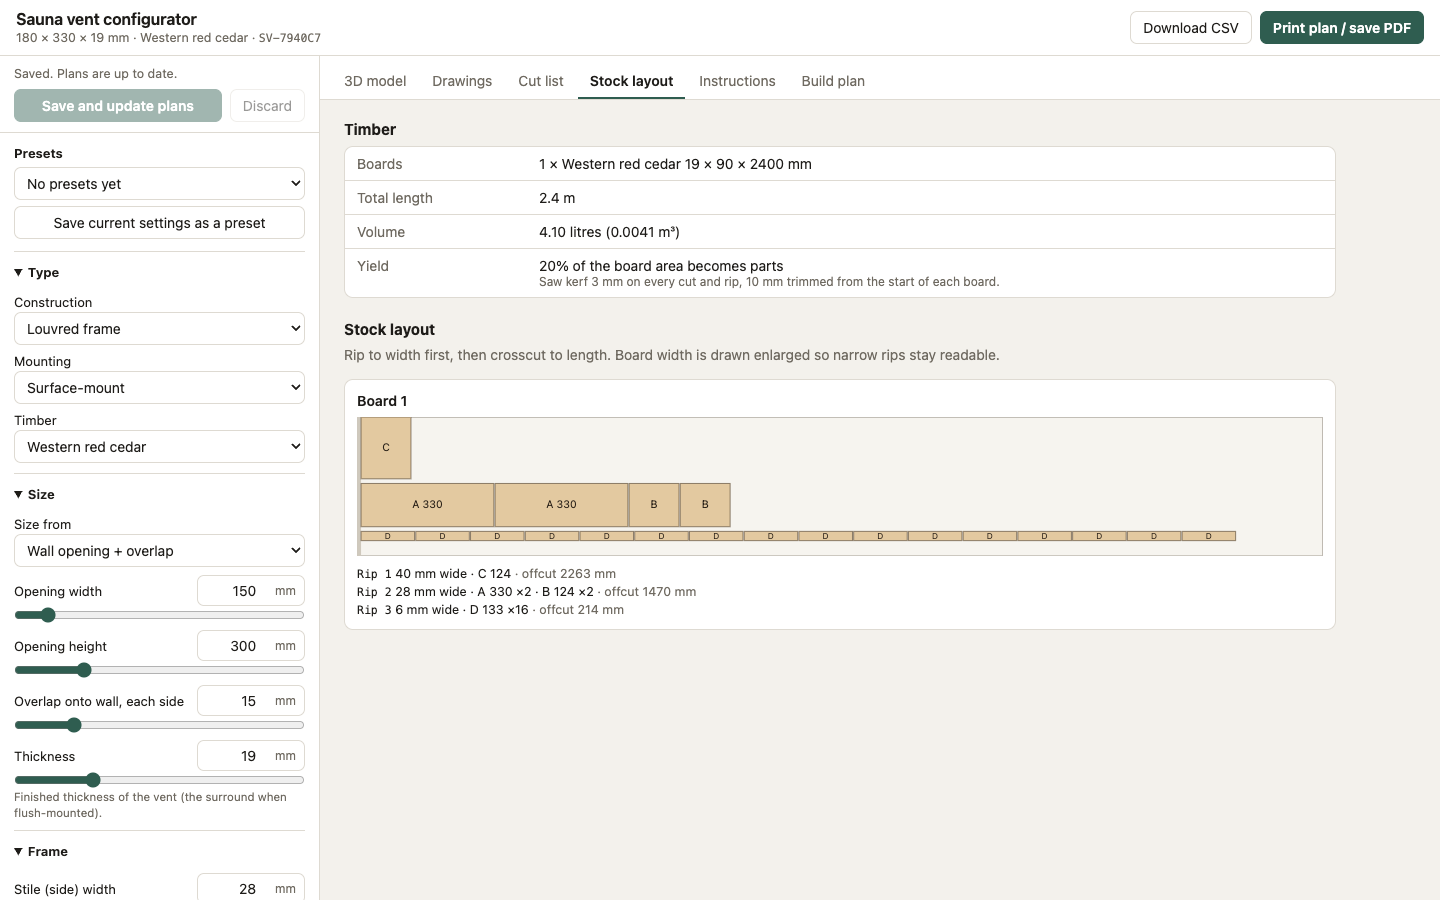 Sauna vent configurator
180 × 330 × 19 mm · Western red cedar · SV-7940C7
Download CSV
Print plan / save PDF
Saved. Plans are up to date.
Save and update plans
Discard
Presets
No presets yet
Save current settings as a preset
▼ Type
Construction
Louvred frame
Mounting
Surface-mount
Timber
Western red cedar
▼ Size
Size from
Wall opening + overlap
Opening width 150 mm
Opening height 300 mm
Overlap onto wall, each side 15 mm
Thickness 19 mm
Finished thickness of the vent (the surround when
flush-mounted).
▼ Frame
Stile (side) width 28 mm
3D model Drawings Cut list Stock layout Instructions Build plan
Timber
Boards 1 × Western red cedar 19 × 90 × 2400 mm
Total length 2.4 m
Volume 4.10 litres (0.0041 m³)
Yield 20% of the board area becomes parts
Saw kerf 3 mm on every cut and rip, 10 mm trimmed from the start of each board.
Stock layout
Rip to width first, then crosscut to length. Board width is drawn enlarged so narrow rips stay readable.
Board 1
C
A 330 A 330 B B
D D D D D D D D D D D D D D D D
Rip 1 40 mm wide · C 124 · offcut 2263 mm
Rip 2 28 mm wide · A 330 ×2 · B 124 ×2 · offcut 1470 mm
Rip 3 6 mm wide · D 133 ×16 · offcut 214 mm